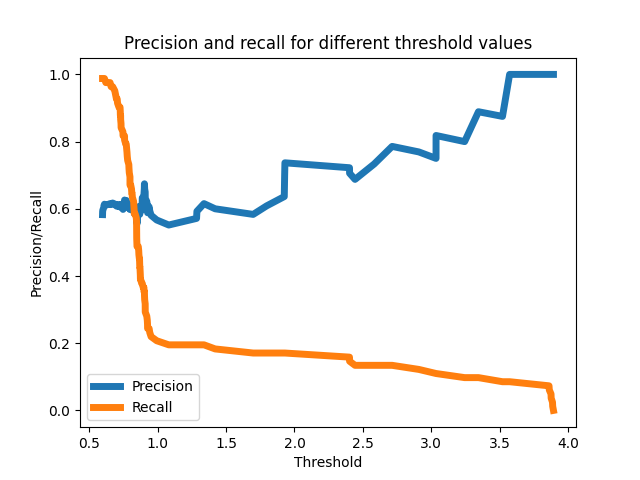 Precision and recall for different threshold values
Precision/Recall
1.0
0.8
0.6
0.4
0.2
0.0
Precision
Recall
0.5 1.0 1.5 2.0 2.5 3.0 3.5 4.0
Threshold